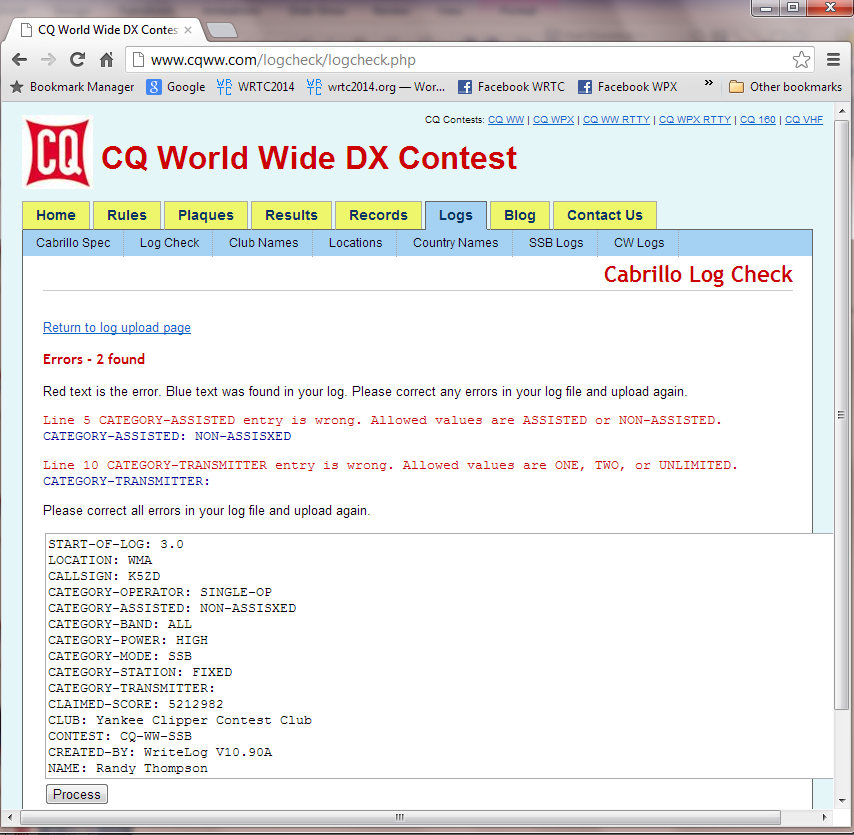 CQ World Wide DX Contes
www.cqww.com/logcheck/logcheck.php
Bookmark Manager Google WRTC2014 wrtc2014.org — Wor... Facebook WRTC Facebook WPX » Other bookmarks
CQ Contests: CQ WW | CQ WPX | CQ WW RTTY | CQ WPX RTTY | CQ 160 | CQ VHF
CQ CQ World Wide DX Contest
Home Rules Plaques Results Records Logs Blog Contact Us
Cabrillo Spec Log Check Club Names Locations Country Names SSB Logs CW Logs
Cabrillo Log Check
Return to log upload page
Errors - 2 found
Red text is the error. Blue text was found in your log. Please correct any errors in your log file and upload again.
Line 5 CATEGORY-ASSISTED entry is wrong. Allowed values are ASSISTED or NON-ASSISTED.
CATEGORY-ASSISTED: NON-ASSISXED
Line 10 CATEGORY-TRANSMITTER entry is wrong. Allowed values are ONE, TWO, or UNLIMITED.
CATEGORY-TRANSMITTER:
Please correct all errors in your log file and upload again.
START-OF-LOG: 3.0
LOCATION: WMA
CALLSIGN: K5ZD
CATEGORY-OPERATOR: SINGLE-OP
CATEGORY-ASSISTED: NON-ASSISXED
CATEGORY-BAND: ALL
CATEGORY-POWER: HIGH
CATEGORY-MODE: SSB
CATEGORY-STATION: FIXED
CATEGORY-TRANSMITTER:
CLAIMED-SCORE: 5212982
CLUB: Yankee Clipper Contest Club
CONTEST: CQ-WW-SSB
CREATED-BY: WriteLog V10.90A
NAME: Randy Thompson
Process